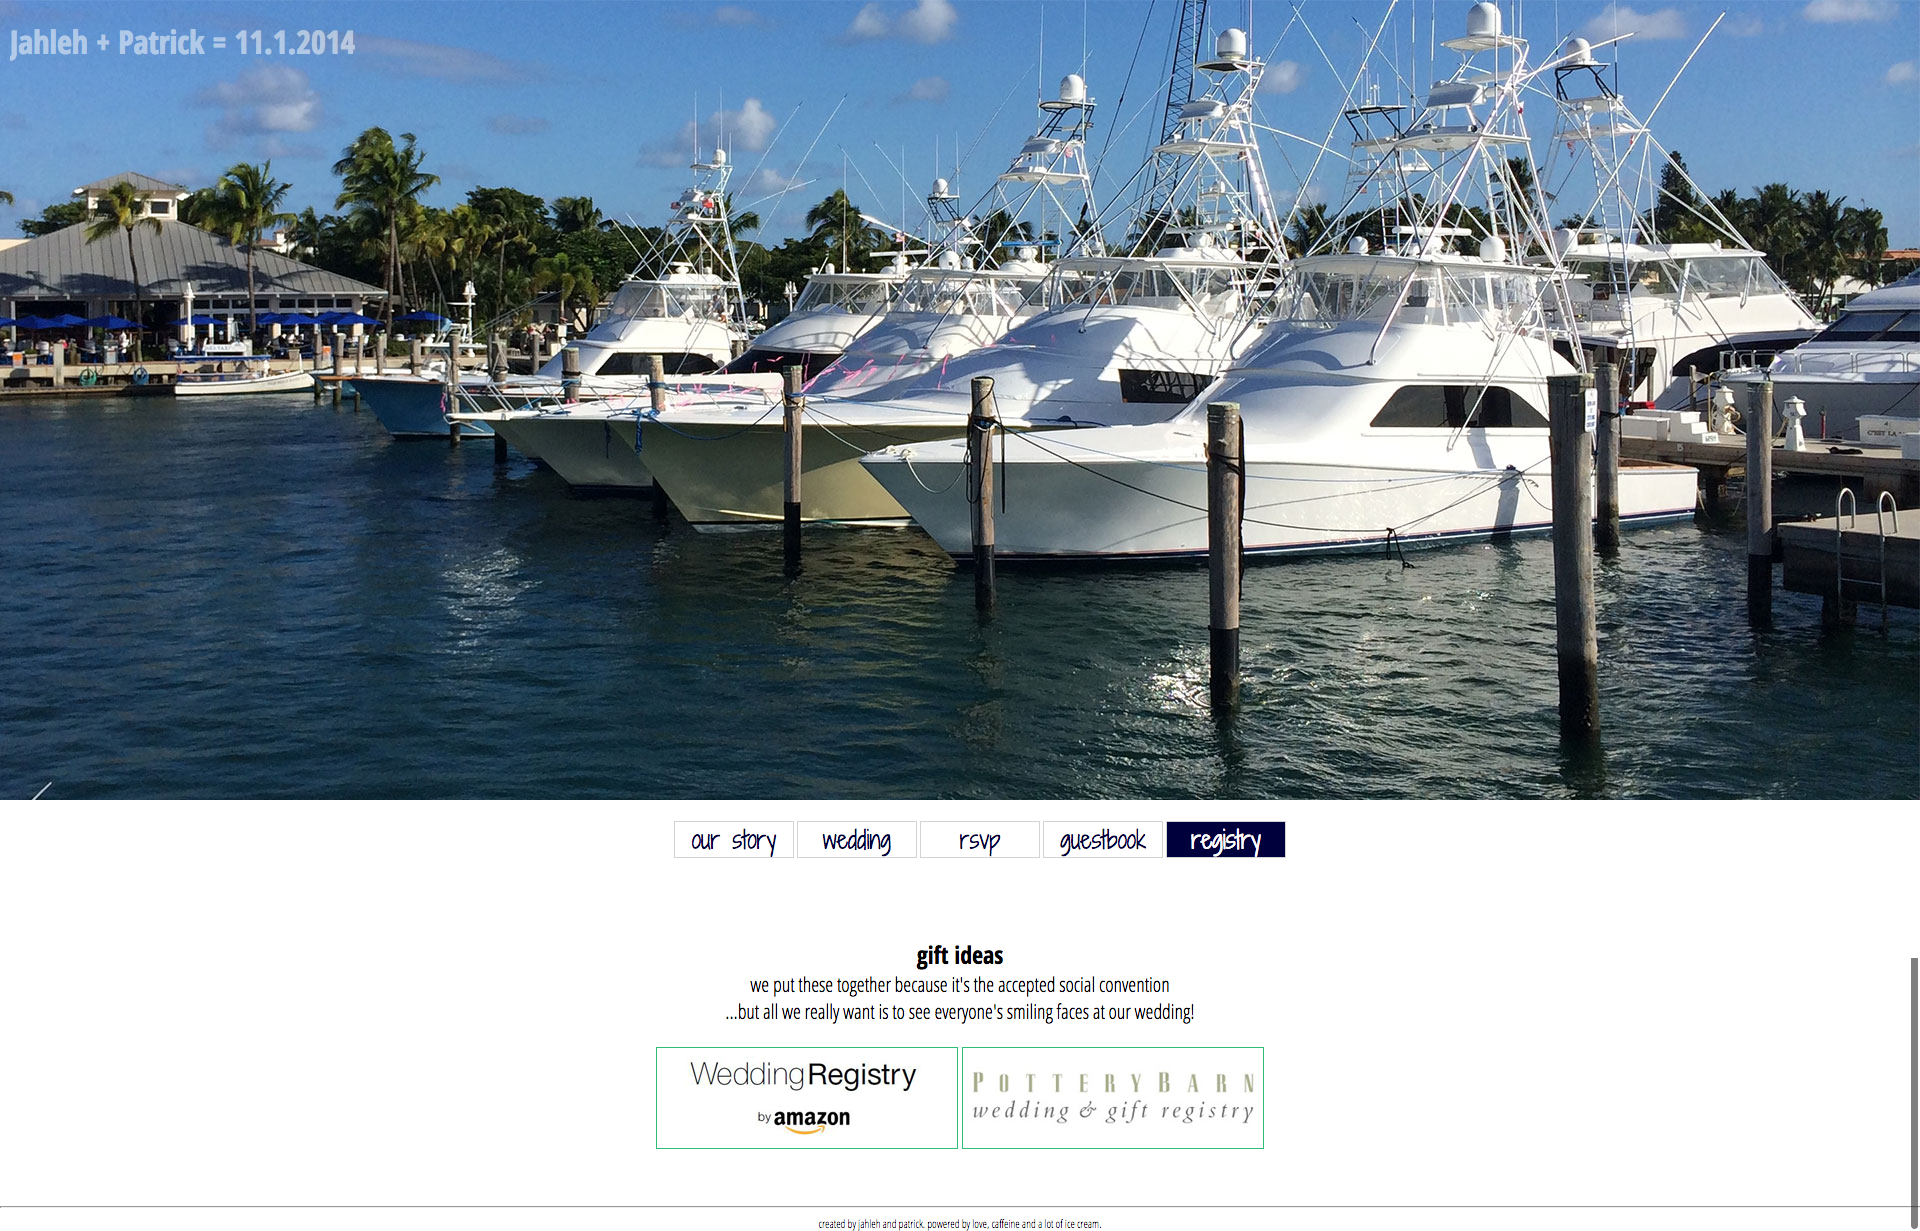 Jahleh + Patrick = 11.1.2014
our story
wedding
rsvp
guestbook
registry
gift ideas
we put these together because it's the accepted social convention
...but all we really want is to see everyone's smiling faces at our wedding!
Wedding Registry
by amazon
POTTERY BARN
wedding & gift registry
created by jahleh and patrick. powered by love, caffeine and a lot of ice cream.